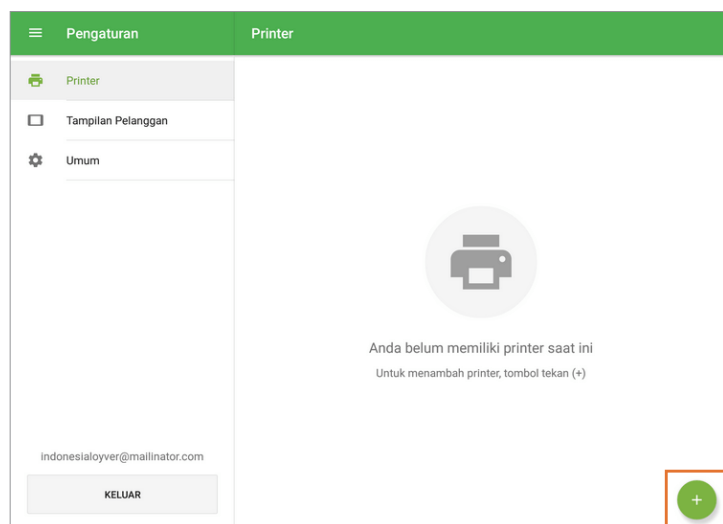 Pengaturan
Printer
Printer
Tampilan Pelanggan
Umum
Anda belum memiliki printer saat ini
Untuk menambah printer, tombol tekan (+)
indonesialoyver@mailinator.com
KELUAR
+